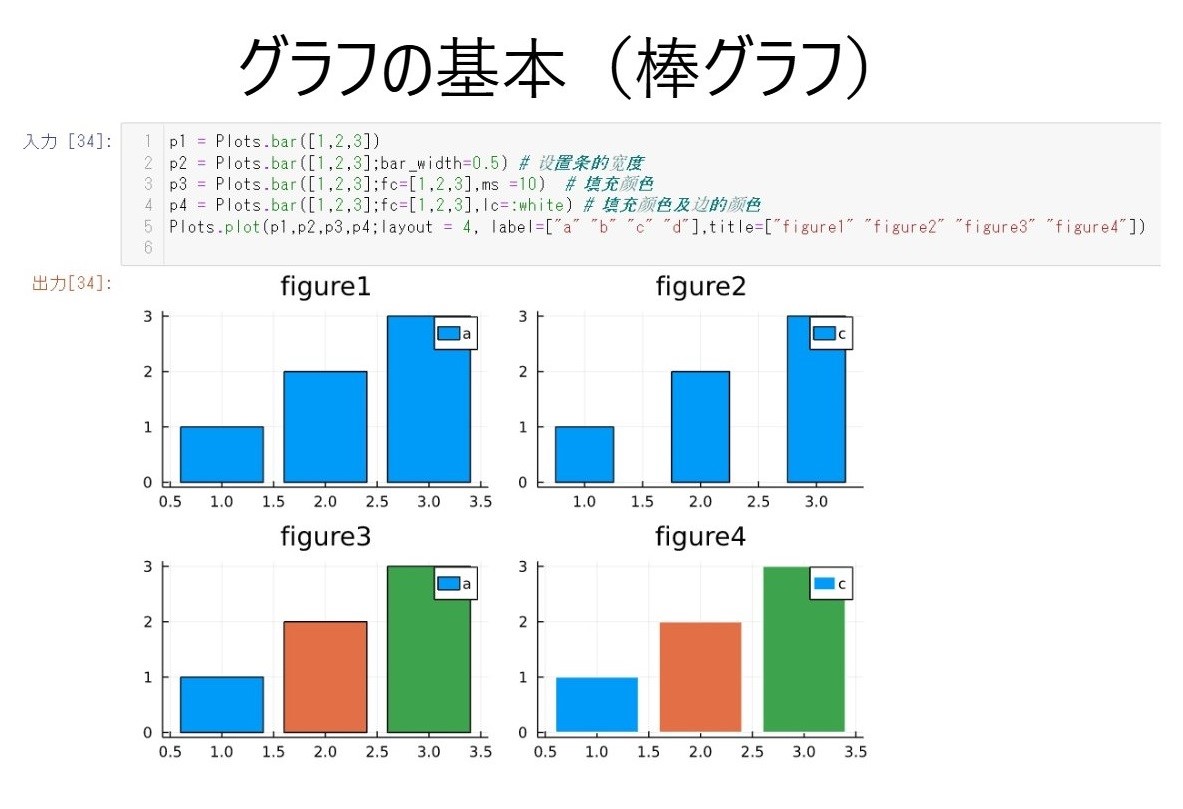 グラフの基本（棒グラフ）
入力 [34]:
1 p1 = Plots.bar([1,2,3])
2 p2 = Plots.bar([1,2,3];bar_width=0.5) # 设置条的宽度
3 p3 = Plots.bar([1,2,3];fc=[1,2,3],ms =10)  # 填充颜色
4 p4 = Plots.bar([1,2,3];fc=[1,2,3],lc=:white) # 填充颜色及边的颜色
5 Plots.plot(p1,p2,p3,p4;layout = 4, label=["a" "b" "c" "d"],title=["figure1" "figure2" "figure3" "figure4"])
6
出力[34]:
figure1
3
2
1
0
0.5 1.0 1.5 2.0 2.5 3.0 3.5
a
figure2
3
2
1
0
1.0 1.5 2.0 2.5 3.0
c
figure3
3
2
1
0
0.5 1.0 1.5 2.0 2.5 3.0 3.5
a
figure4
3
2
1
0
0.5 1.0 1.5 2.0 2.5 3.0 3.5
c